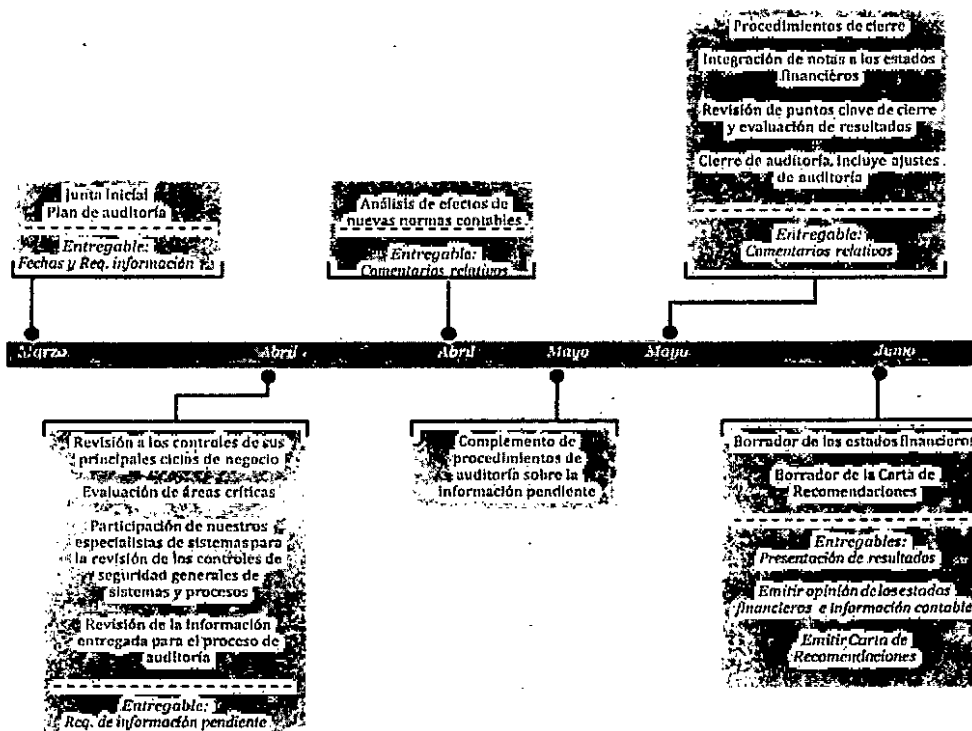 Procedimientos de cierre
Integración de notas a los estados
financieros
Revisión de puntos clave de cierre
y evaluación de resultados
Cierre de auditoría. Incluye ajustes
de auditoría
Entregable:
Comentarios relativos
Junta Inicial
Plan de auditoría
Entregable:
Fechas y Req. información
Análisis de efectos de
nuevas normas contables
Entregable:
Comentarios relativos
Marzo
Abril
Abril
Mayo
Mayo
Junio
Revisión a los controles de sus
principales ciclos de negocio
Evaluación de áreas críticas
Participación de nuestros
especialistas de sistemas para
la revisión de los controles de
seguridad generales de
sistemas y procesos
Revisión de la información
entregada para el proceso de
auditoría
Entregable:
Req. de información pendiente
Complemento de
procedimientos de
auditoría sobre la
información pendiente
Borrador de los estados financieros
Borrador de la Carta de
Recomendaciones
Entregables:
Presentación de resultados
Emitir opinión de los estados
financieros e información contable
Emitir Carta de
Recomendaciones